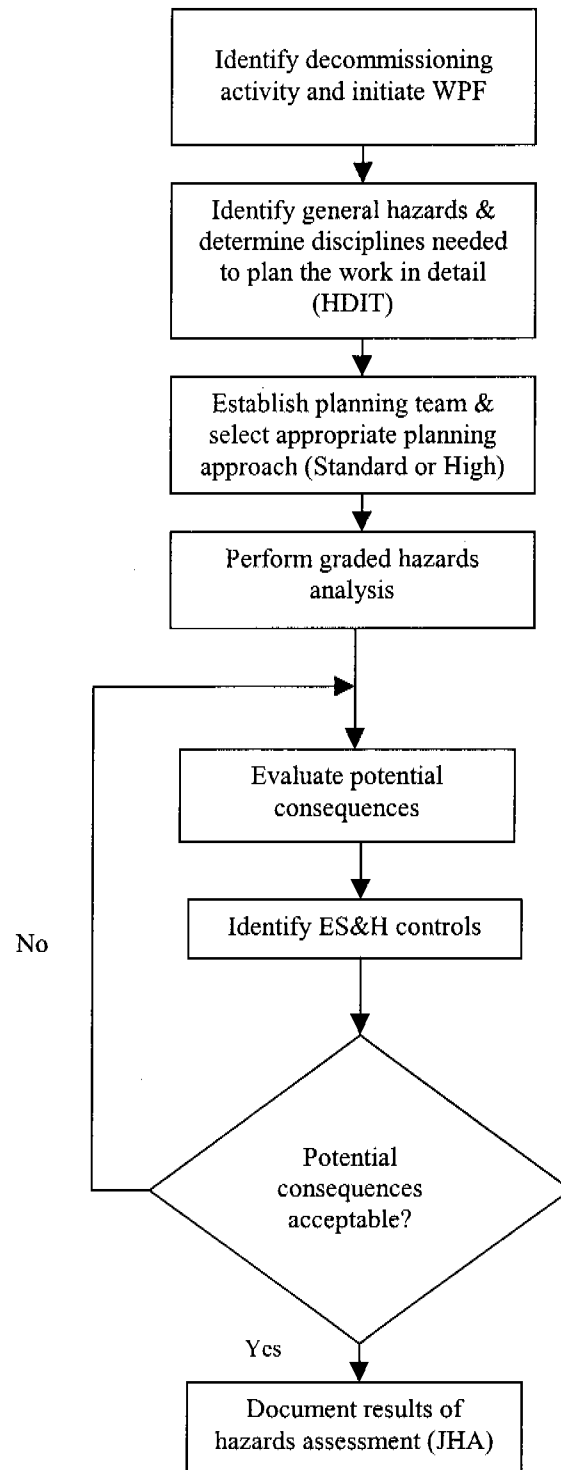 Identify decommissioning
activity and initiate WPF
Identify general hazards &
determine disciplines needed
to plan the work in detail
(HDIT)
Establish planning team &
select appropriate planning
approach (Standard or High)
Perform graded hazards
analysis
Evaluate potential
consequences
Identify ES&H controls
No
Potential
consequences
acceptable?
Yes
Document results of
hazards assessment (JHA)